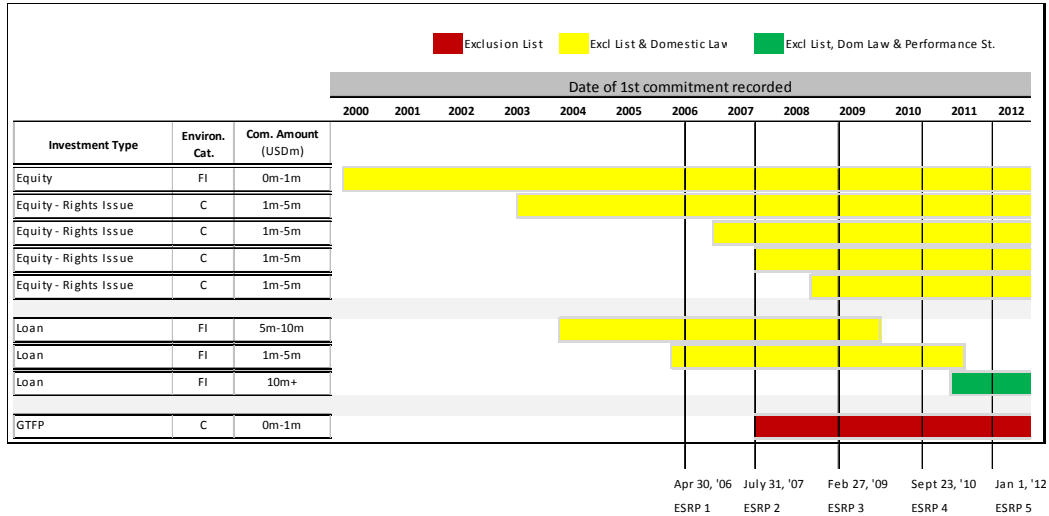 Exclusion List Excl List & Domestic Law Excl List, Dom Law & Performance St.
Date of 1st commitment recorded
2000 2001 2002 2003 2004 2005 2006 2007 2008 2009 2010 2011 2012
Investment Type Environ. Cat. Com. Amount (USDm)
Equity FI 0m-1m
Equity - Rights Issue C 1m-5m
Equity - Rights Issue C 1m-5m
Equity - Rights Issue C 1m-5m
Equity - Rights Issue C 1m-5m
Loan FI 5m-10m
Loan FI 1m-5m
Loan FI 10m+
GTFP C 0m-1m
Apr 30, '06 July 31, '07 Feb 27, '09 Sept 23, '10 Jan 1, '12
ESRP 1 ESRP 2 ESRP 3 ESRP 4 ESRP 5